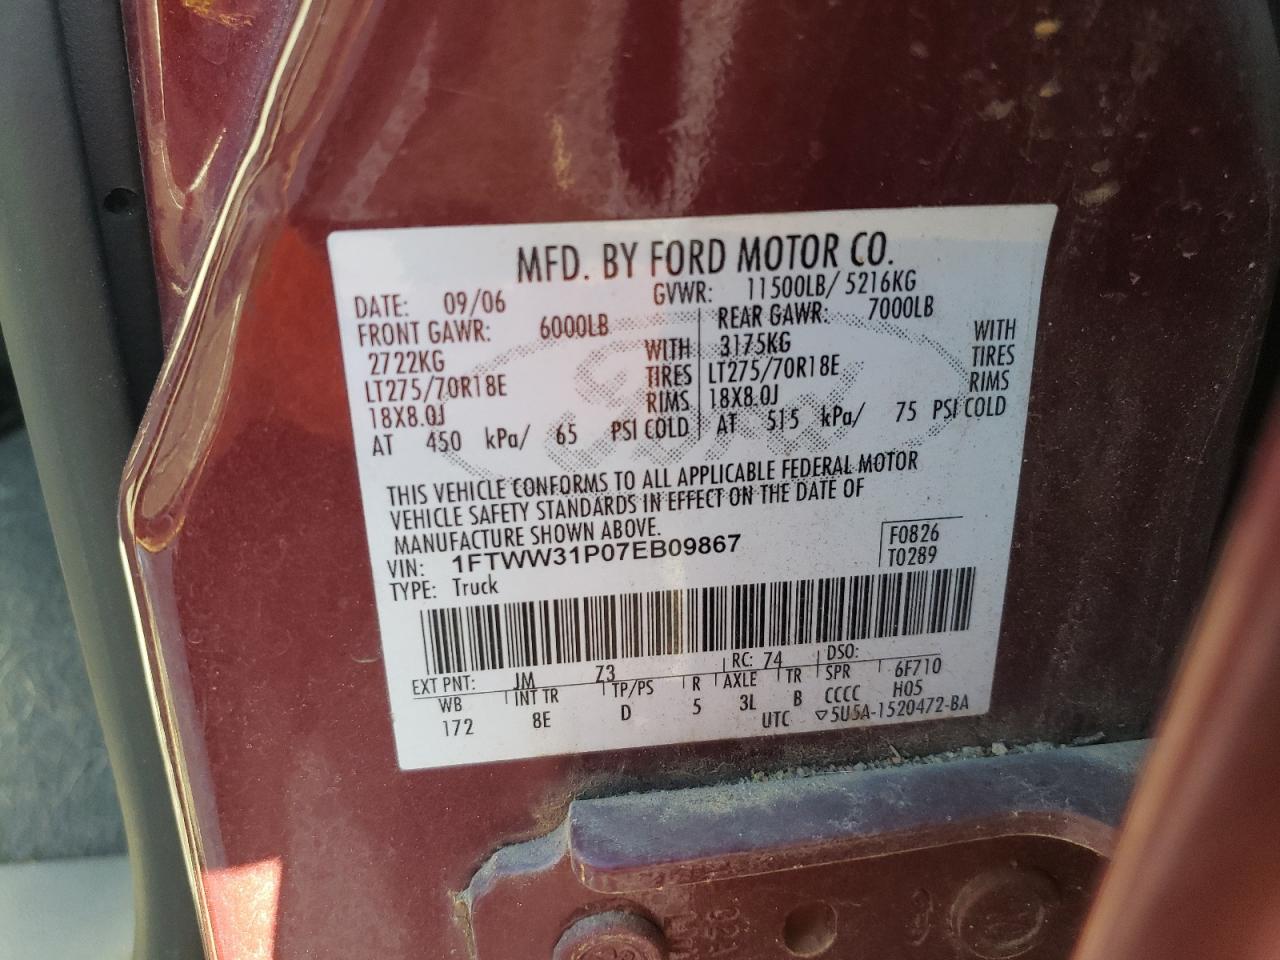 MFD. BY FORD MOTOR CO.
DATE: 09/06 GVWR: 11500LB/ 5216KG
FRONT GAWR: 6000LB REAR GAWR: 7000LB
2722KG WITH 3175KG WITH
LT275/70R18E TIRES LT275/70R18E TIRES
18X8.0J RIMS 18X8.0J RIMS
AT 450 kPa/ 65 PSI COLD AT 515 kPa/ 75 PSI COLD
THIS VEHICLE CONFORMS TO ALL APPLICABLE FEDERAL MOTOR
VEHICLE SAFETY STANDARDS IN EFFECT ON THE DATE OF
MANUFACTURE SHOWN ABOVE.
VIN: 1FTWW31P07EB09867 F0826
TYPE: Truck T0289
EXT PNT: JM Z3 RC: 74 DSO:
WB INT TR TP/PS R AXLE TR SPR 6F710
172 8E D 5 3L B CCCC H05
UTC ▽5U5A-1520472-BA